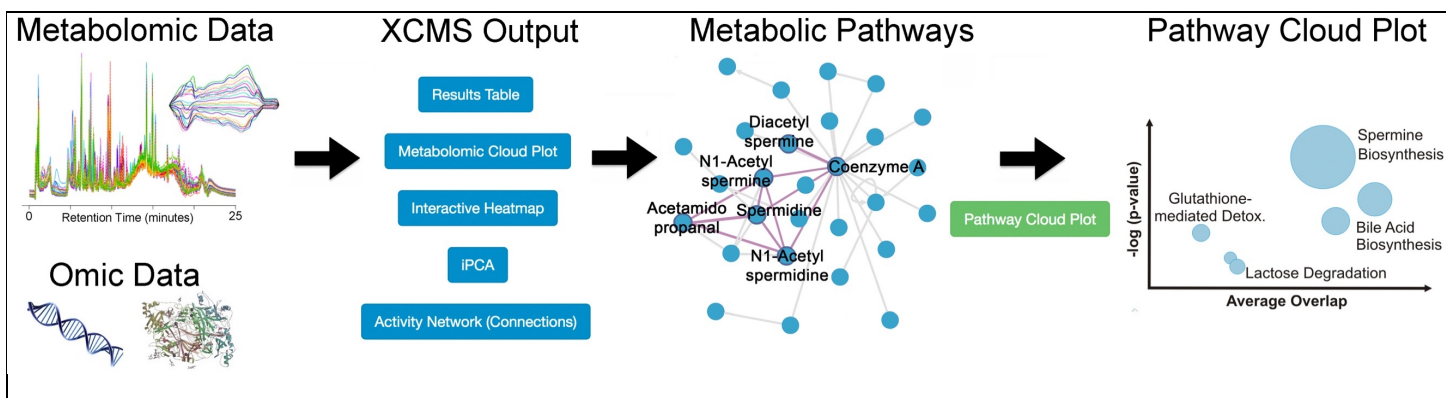 Metabolomic Data
0
Retention Time (minutes)
25
Omic Data
XCMS Output
Results Table
Metabolomic Cloud Plot
Interactive Heatmap
iPCA
Activity Network (Connections)
Metabolic Pathways
Diacetyl
spermine
N1-Acetyl
spermine
Coenzyme A
Acetamido
propanal
Spermidine
N1-Acetyl
spermidine
Pathway Cloud Plot
Pathway Cloud Plot
-log (p-value)
Spermine
Biosynthesis
Glutathione-
mediated Detox.
Bile Acid
Biosynthesis
Lactose Degradation
Average Overlap